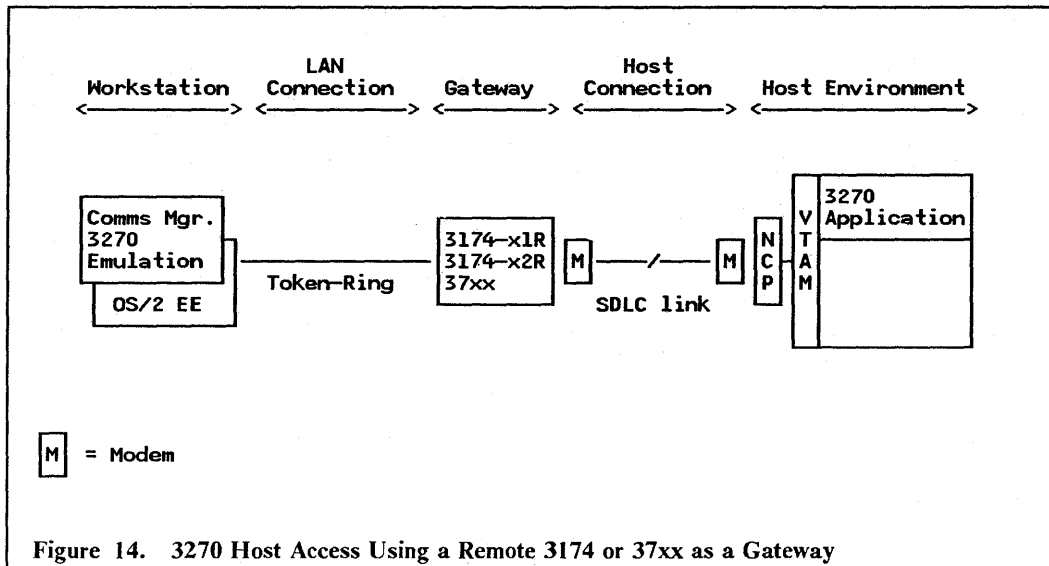 LAN Host
Workstation Connection Gateway Connection Host Environment
Comms Mgr.
3270
Emulation
OS/2 EE
Token-Ring
3174-x1R
3174-x2R
37xx
M
SDLC link
M
NCP
VTAM
3270
Application
M = Modem
Figure 14. 3270 Host Access Using a Remote 3174 or 37xx as a Gateway